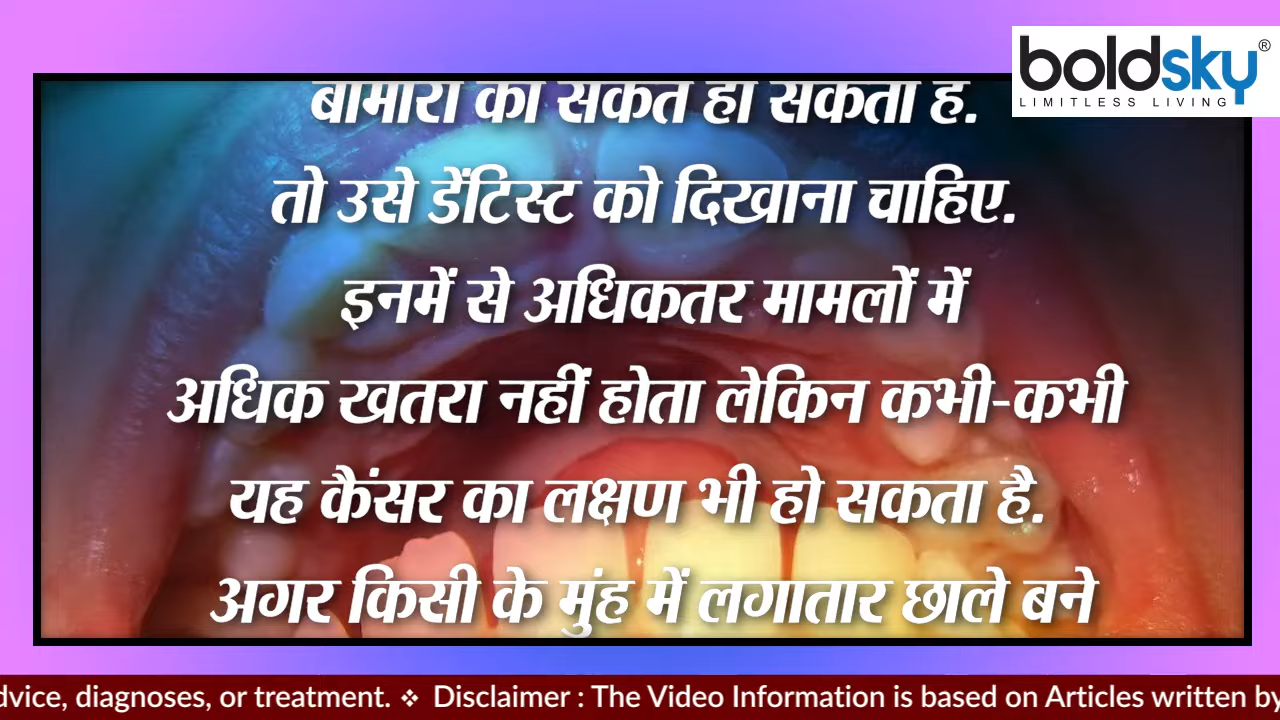 boldsky®
LIMITLESS LIVING
बीमारी का संकेत हो सकता है.
तो उसे डेंटिस्ट को दिखाना चाहिए.
इनमें से अधिकतर मामलों में
अधिक खतरा नहीं होता लेकिन कभी-कभी
यह कैंसर का लक्षण भी हो सकता है.
अगर किसी के मुंह में लगातार छाले बने
dvice, diagnoses, or treatment. ❖ Disclaimer : The Video Information is based on Articles written by